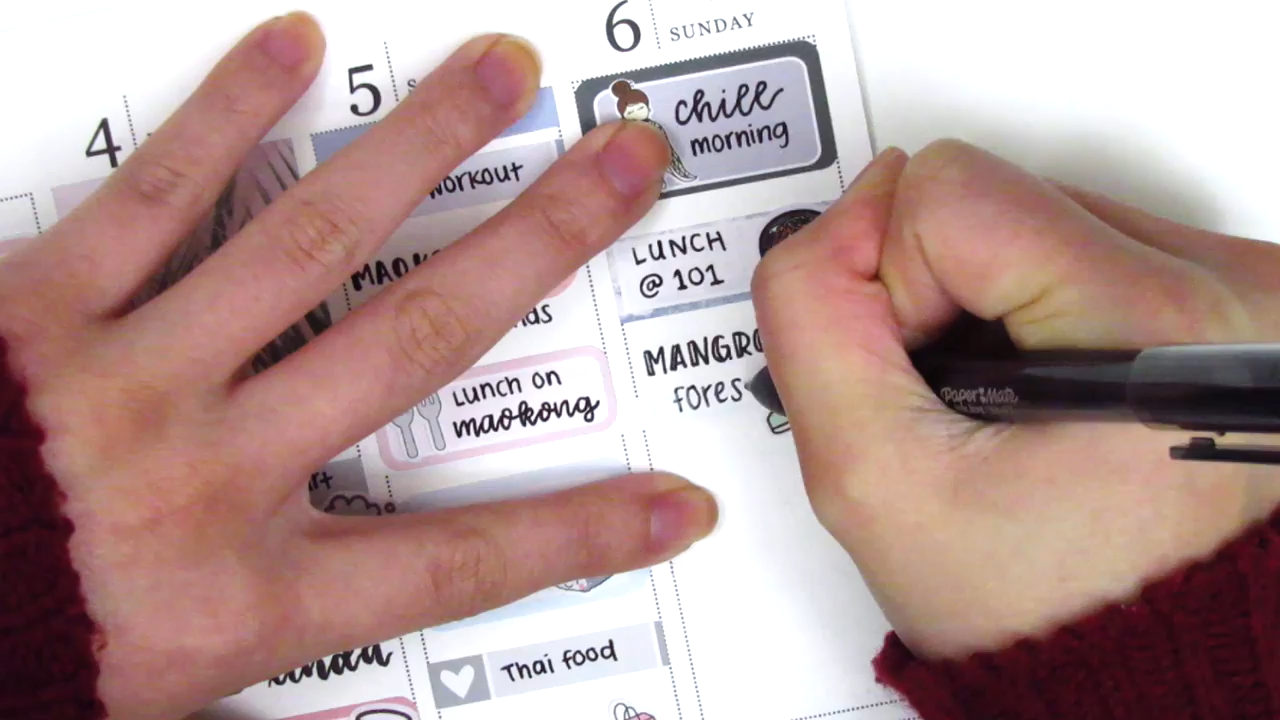 4
5
workout
Lunch on
maokong
Thai food
6 SUNDAY
chill
morning
LUNCH
@ 101
MANGRO
fores
Paper Mate